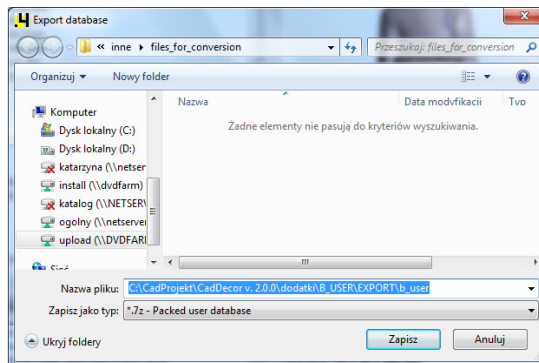 Export database
« inne ▸ files_for_conversion
Przeszukaj: files_for_conversion
Organizuj
Nowy folder
Nazwa
Data modyfikacji
Typ
Komputer
Dysk lokalny (C:)
Dysk lokalny (D:)
katarzyna (\\netser
install (\\dvdfarm)
katalog (\\NETSER\
ogolny (\\netserve
upload (\\DVDFARI
Sieć
Żadne elementy nie pasują do kryteriów wyszukiwania.
Nazwa pliku:
C:\CadProjekt\CadDecor v. 2.0.0\dodatki\B_USER\EXPORT\b_user
Zapisz jako typ:
*.7z - Packed user database
Ukryj foldery
Zapisz
Anuluj